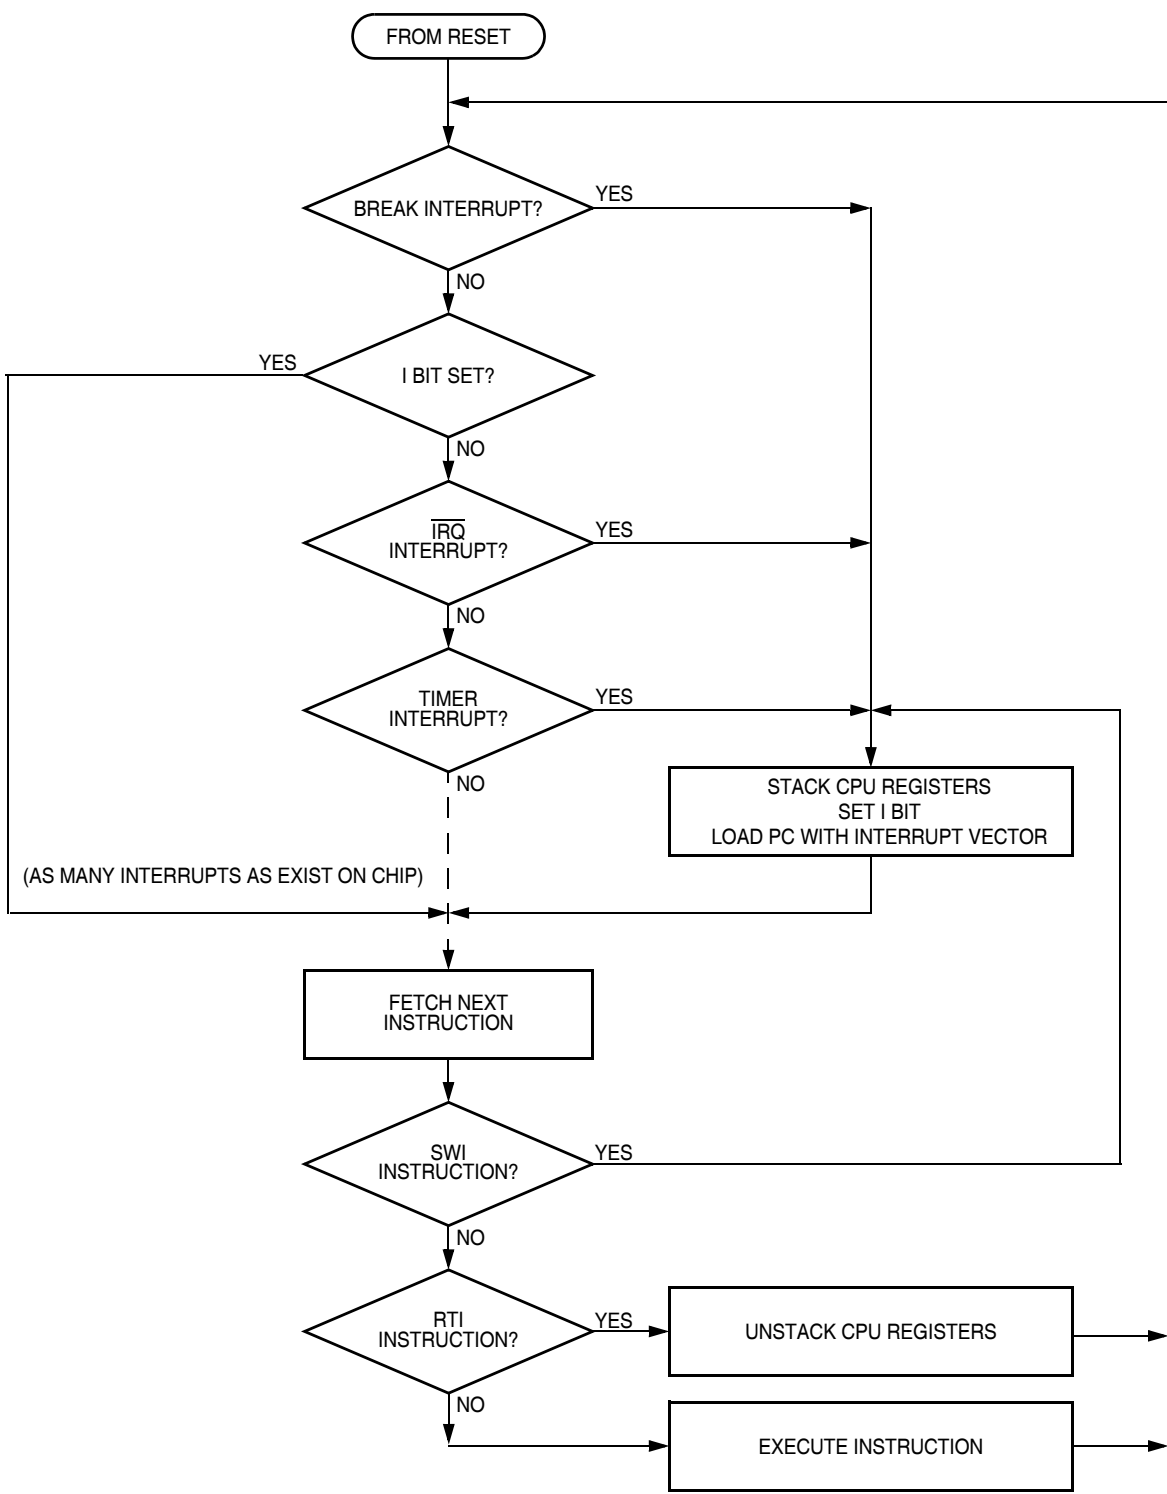 FROM RESET
BREAK INTERRUPT?
YES
NO
YES
I BIT SET?
NO
IRQ
INTERRUPT?
YES
NO
TIMER
INTERRUPT?
YES
NO
STACK CPU REGISTERS
SET I BIT
LOAD PC WITH INTERRUPT VECTOR
(AS MANY INTERRUPTS AS EXIST ON CHIP)
FETCH NEXT
INSTRUCTION
SWI
INSTRUCTION?
YES
NO
RTI
INSTRUCTION?
YES
UNSTACK CPU REGISTERS
NO
EXECUTE INSTRUCTION